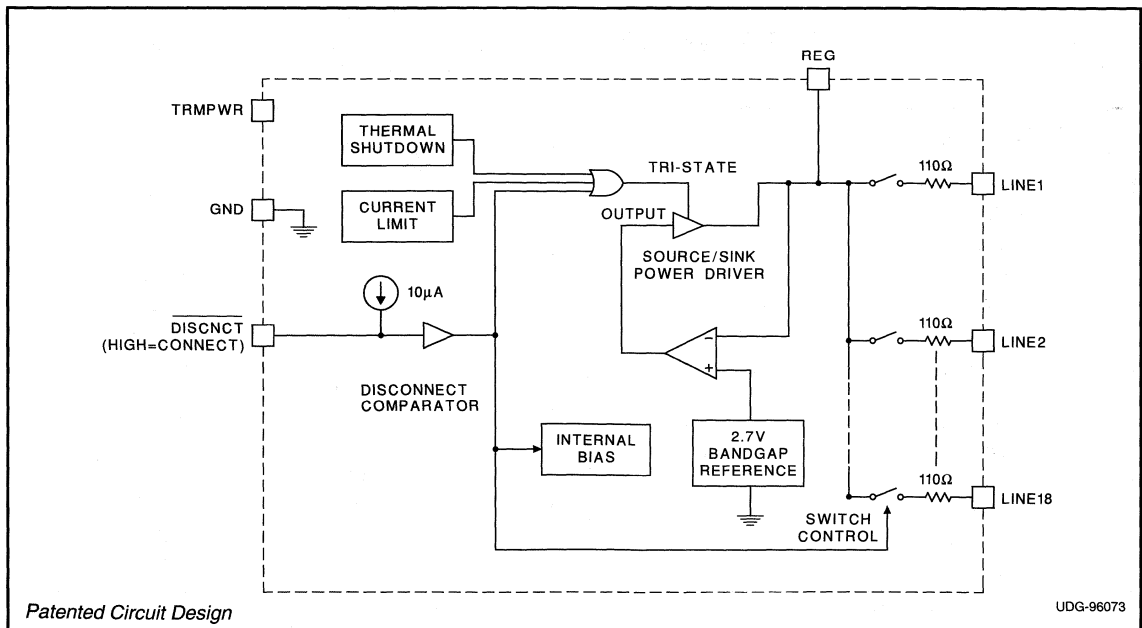 REG
TRMPWR
THERMAL
SHUTDOWN
TRI-STATE
110Ω
LINE1
GND
CURRENT
LIMIT
OUTPUT
SOURCE/SINK
POWER DRIVER
10µA
DISCNCT
(HIGH=CONNECT)
110Ω
LINE2
−
+
DISCONNECT
COMPARATOR
INTERNAL
BIAS
2.7V
BANDGAP
REFERENCE
110Ω
LINE18
SWITCH
CONTROL
Patented Circuit Design
UDG-96073